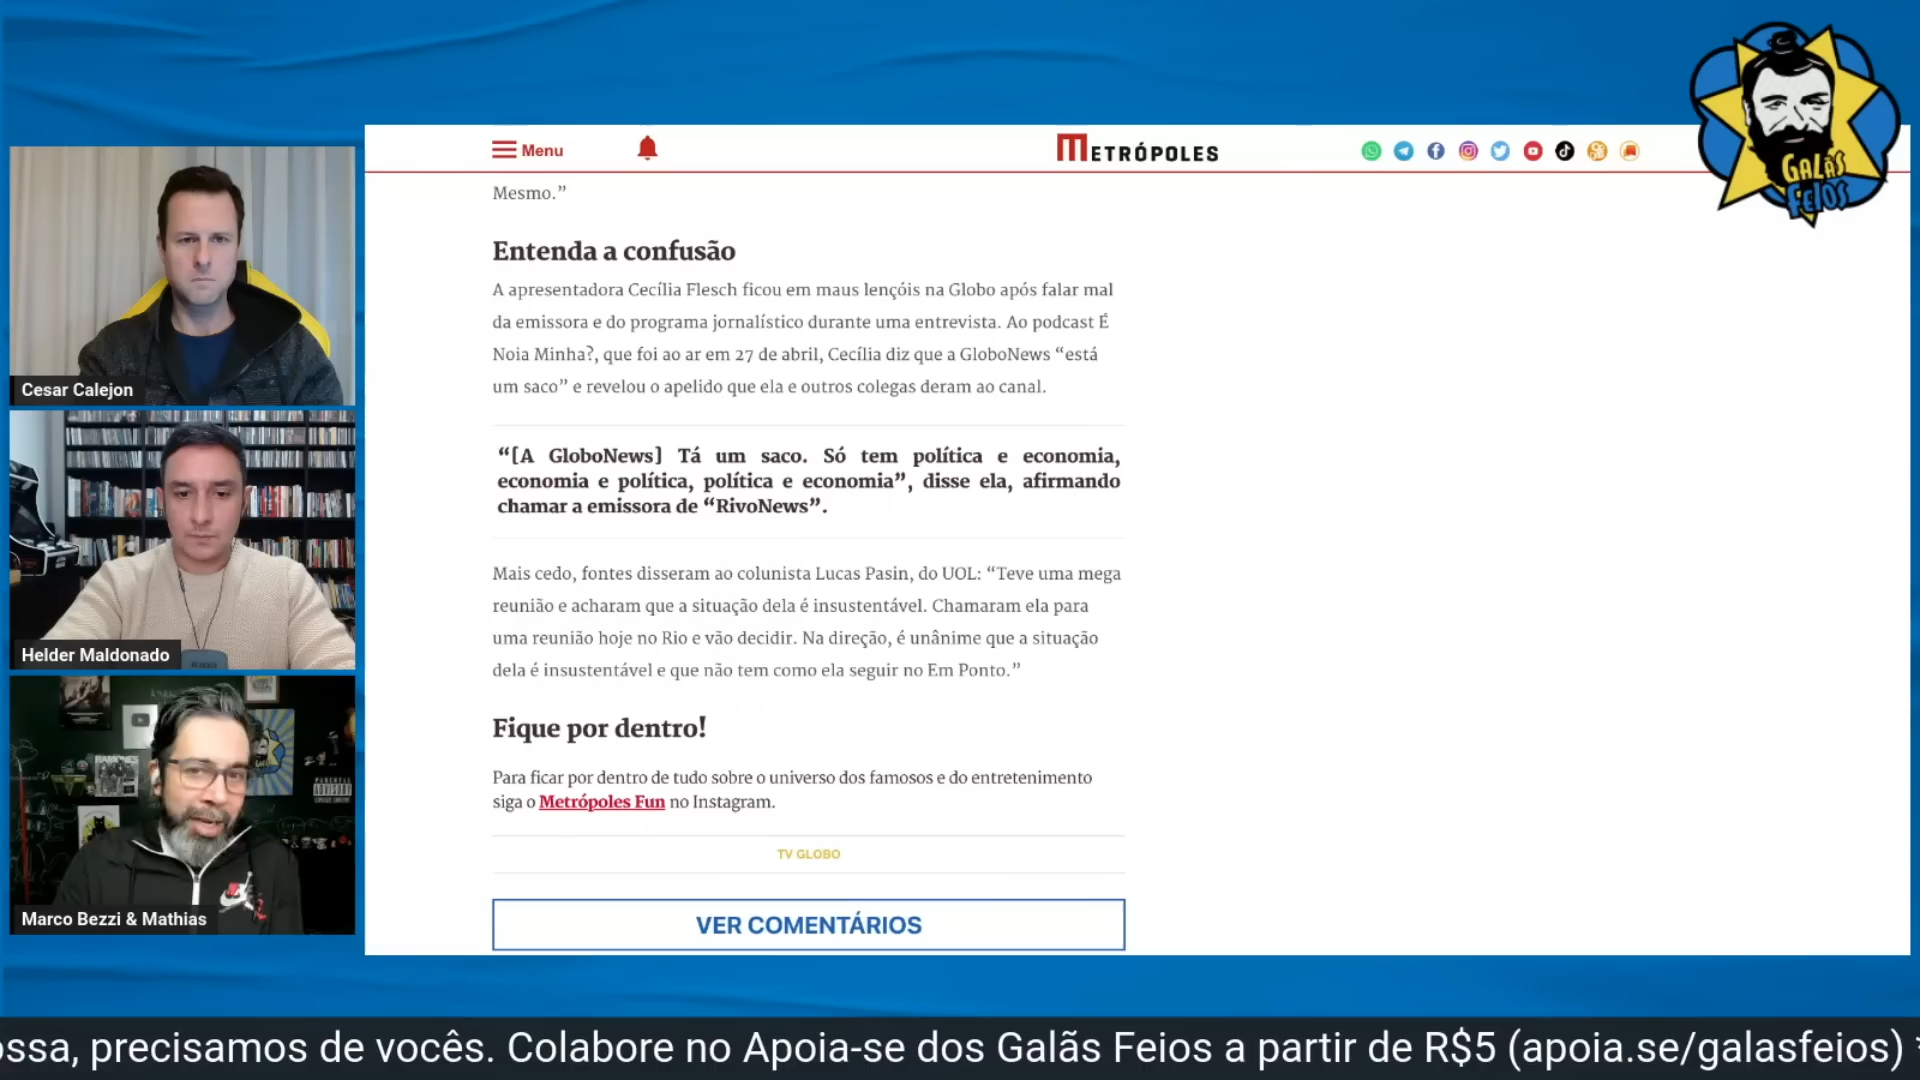 Menu
METRÓPOLES
GALÃS
FEIOS
Mesmo.”
Entenda a confusão
A apresentadora Cecília Flesch ficou em maus lençóis na Globo após falar mal
da emissora e do programa jornalístico durante uma entrevista. Ao podcast É
Noia Minha?, que foi ao ar em 27 de abril, Cecília diz que a GloboNews “está
um saco” e revelou o apelido que ela e outros colegas deram ao canal.
“[A GloboNews] Tá um saco. Só tem política e economia,
economia e política, política e economia”, disse ela, afirmando
chamar a emissora de “RivoNews”.
Mais cedo, fontes disseram ao colunista Lucas Pasin, do UOL: “Teve uma mega
reunião e acharam que a situação dela é insustentável. Chamaram ela para
uma reunião hoje no Rio e vão decidir. Na direção, é unânime que a situação
dela é insustentável e que não tem como ela seguir no Em Ponto.”
Fique por dentro!
Para ficar por dentro de tudo sobre o universo dos famosos e do entretenimento
siga o Metrópoles Fun no Instagram.
TV GLOBO
VER COMENTÁRIOS
Cesar Calejon
Helder Maldonado
RAMONES
PARENTAL
ADVISORY
Marco Bezzi & Mathias
ossa, precisamos de vocês. Colabore no Apoia-se dos Galãs Feios a partir de R$5 (apoia.se/galasfeios) *